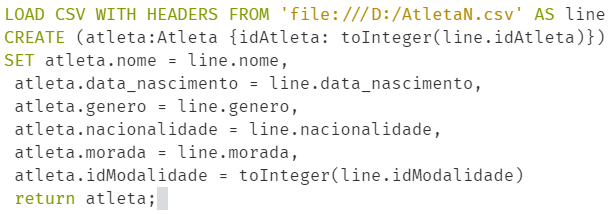 LOAD CSV WITH HEADERS FROM 'file:///D:/AtletaN.csv' AS line
CREATE (atleta:Atleta {idAtleta: toInteger(line.idAtleta)})
SET atleta.nome = line.nome,
 atleta.data_nascimento = line.data_nascimento,
 atleta.genero = line.genero,
 atleta.nacionalidade = line.nacionalidade,
 atleta.morada = line.morada,
 atleta.idModalidade = toInteger(line.idModalidade)
 return atleta;